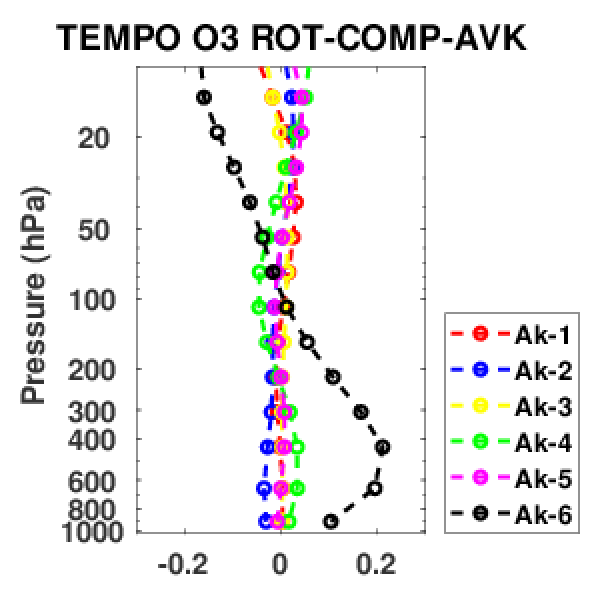 TEMPO O3 ROT-COMP-AVK
Pressure (hPa)
20
50
100
200
300
400
600
800
1000
-0.2 0 0.2
Ak-1
Ak-2
Ak-3
Ak-4
Ak-5
Ak-6